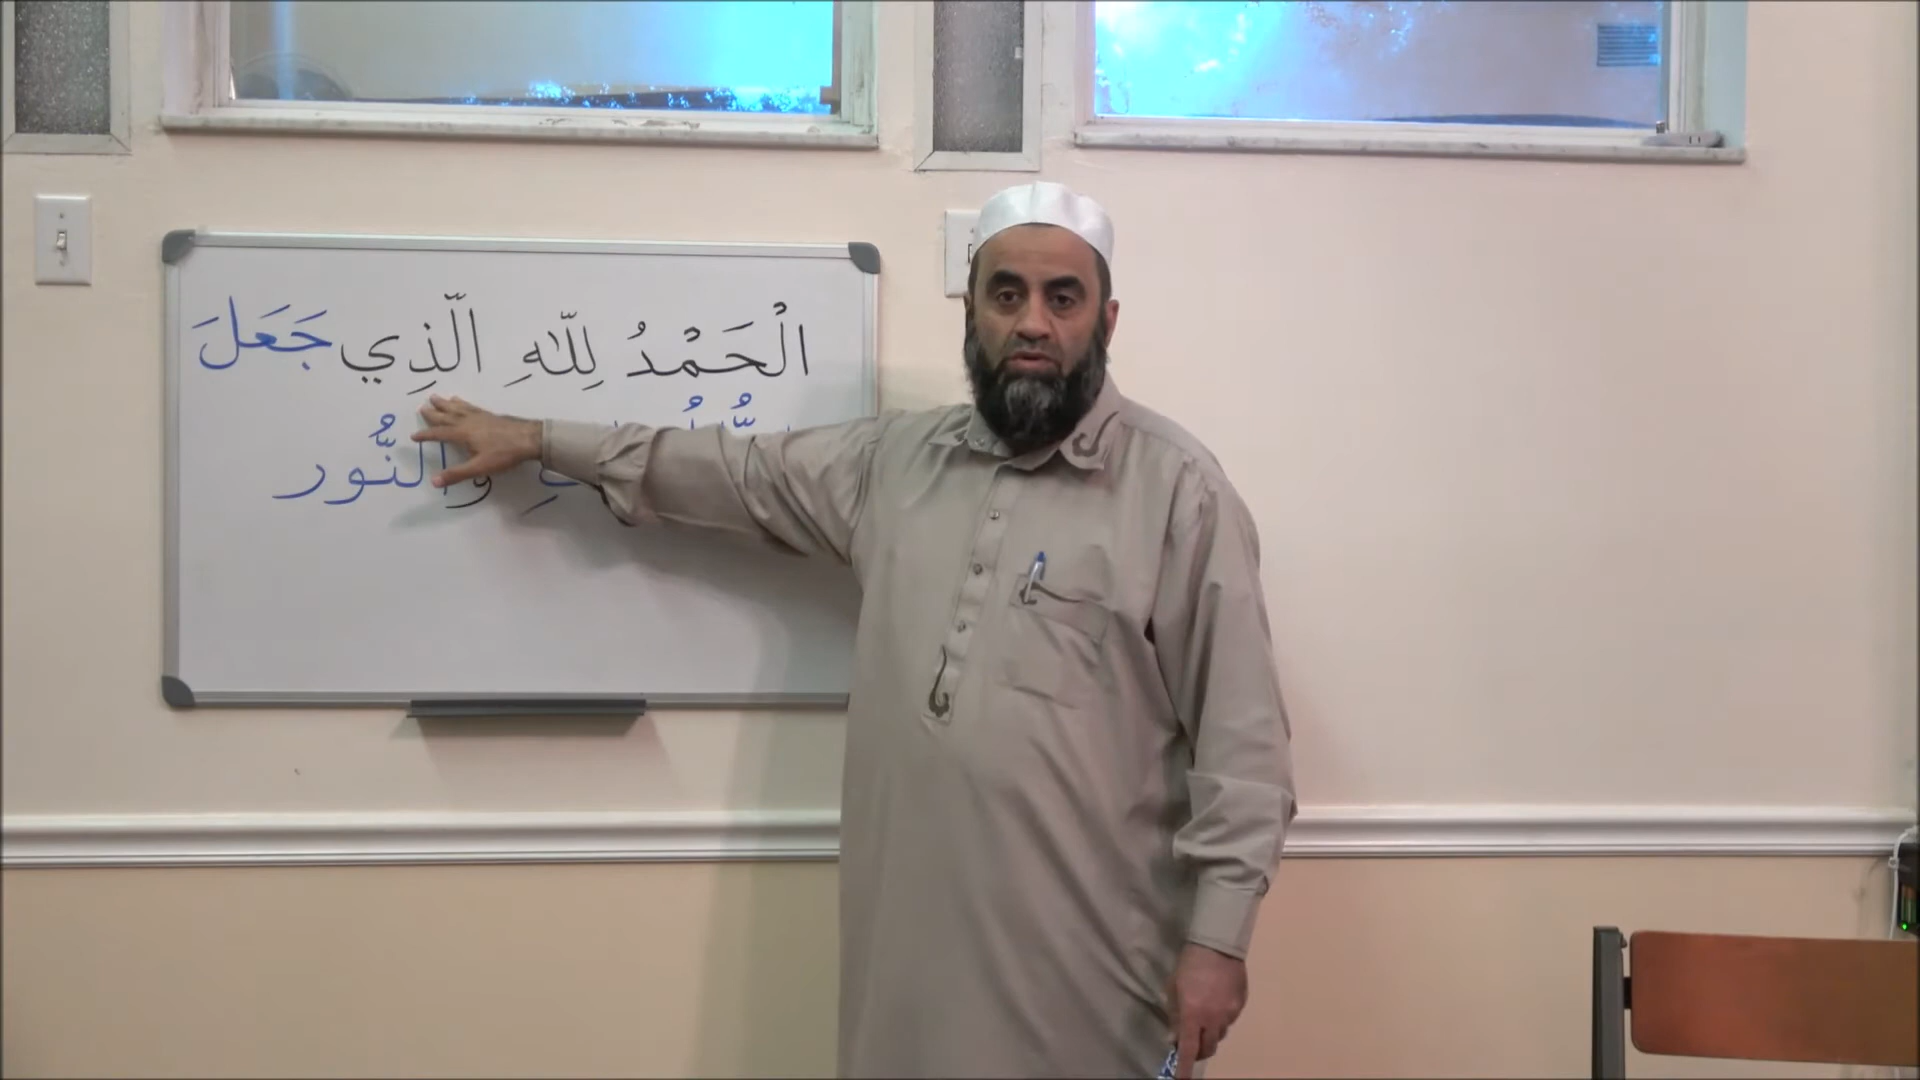 الْحَمْدُ لِلَّٰهِ الَّذِي جَعَلَ
وَالنُّور